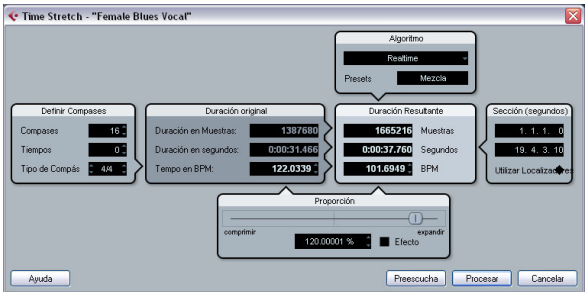 Time Stretch - "Female Blues Vocal"
Algoritmo
Realtime
Presets Mezcla
Definir Compases
Compases 16
Tiempos 0
Tipo de Compás 4/4
Duración original
Duración en Muestras: 1387680
Duración en segundos: 0:00:31.466
Tempo en BPM: 122.0339
Duración Resultante
1665216 Muestras
0:00:37.760 Segundos
101.6949 BPM
Sección (segundos)
1. 1. 1. 0
19. 4. 3. 10
Utilizar
Proporción
comprimir expandir
120.00001 % Efecto
Ayuda Preescucha Procesar Cancelar